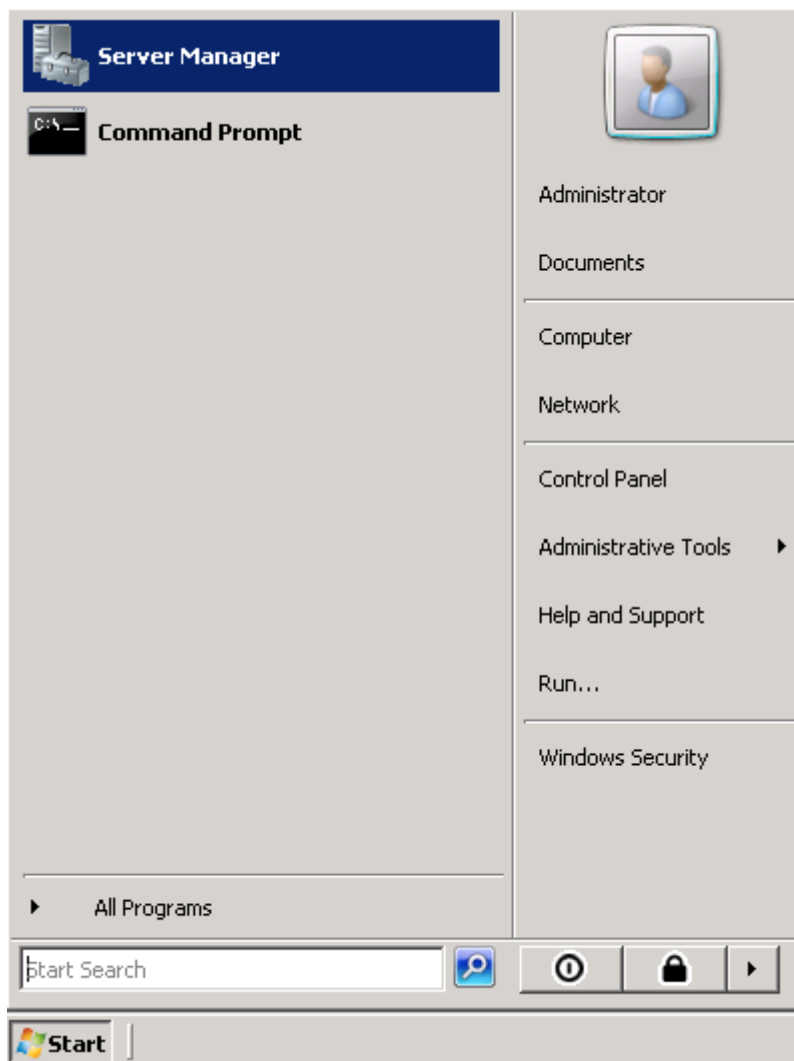 Server Manager
C:\_
Command Prompt
Administrator
Documents
Computer
Network
Control Panel
Administrative Tools
Help and Support
Run...
Windows Security
All Programs
Start Search
Start